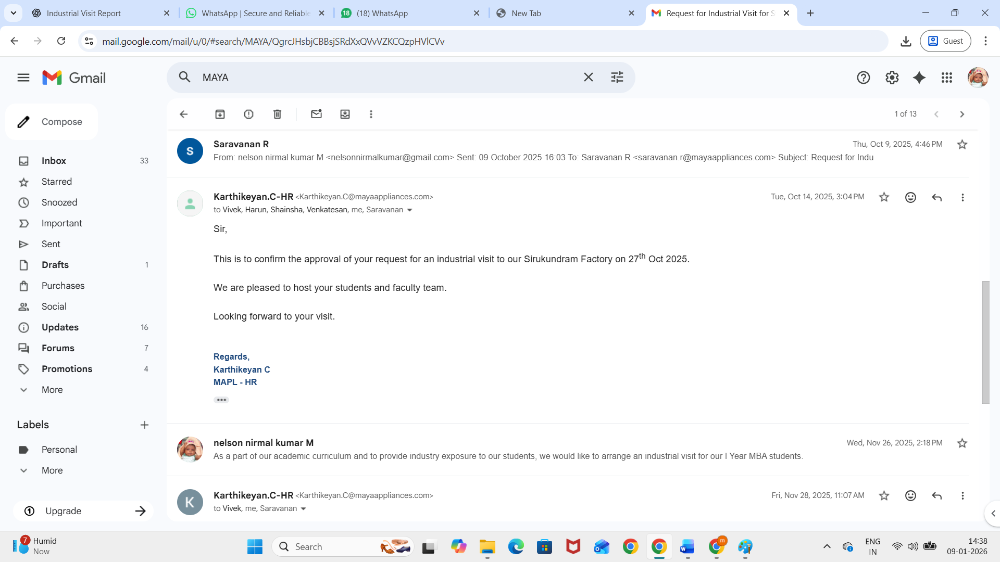 Industrial Visit Report
WhatsApp | Secure and Reliable
18
(18) WhatsApp
New Tab
Request for Industrial Visit for S
mail.google.com/mail/u/0/#search/MAYA/QgrcJHsbjCBBsjSRdXxQVvVZKCQzpHVlCVv
Guest
Gmail
MAYA
Compose
1 of 13
Inbox 33
Starred
Snoozed
Important
Sent
Drafts 1
Purchases
Social
Updates 16
Forums 7
Promotions 4
More
Labels
Personal
More
Upgrade
S
Saravanan R
Thu, Oct 9, 2025, 4:46 PM
From: nelson nirmal kumar M <nelsonnirmalkumar@gmail.com> Sent: 09 October 2025 16:03 To: Saravanan R <saravanan.r@mayaappliances.com> Subject: Request for Indu
Karthikeyan.C-HR <Karthikeyan.C@mayaappliances.com>
Tue, Oct 14, 2025, 3:04 PM
to Vivek, Harun, Shainsha, Venkatesan, me, Saravanan
Sir,
This is to confirm the approval of your request for an industrial visit to our Sirukundram Factory on 27th Oct 2025.
We are pleased to host your students and faculty team.
Looking forward to your visit.
Regards,
Karthikeyan C
MAPL - HR
nelson nirmal kumar M
Wed, Nov 26, 2025, 2:18 PM
As a part of our academic curriculum and to provide industry exposure to our students, we would like to arrange an industrial visit for our I Year MBA students.
K
Karthikeyan.C-HR <Karthikeyan.C@mayaappliances.com>
Fri, Nov 28, 2025, 11:07 AM
to Vivek, me, Saravanan
7
Humid
Now
Search
m
ENG
IN
14:38
09-01-2026